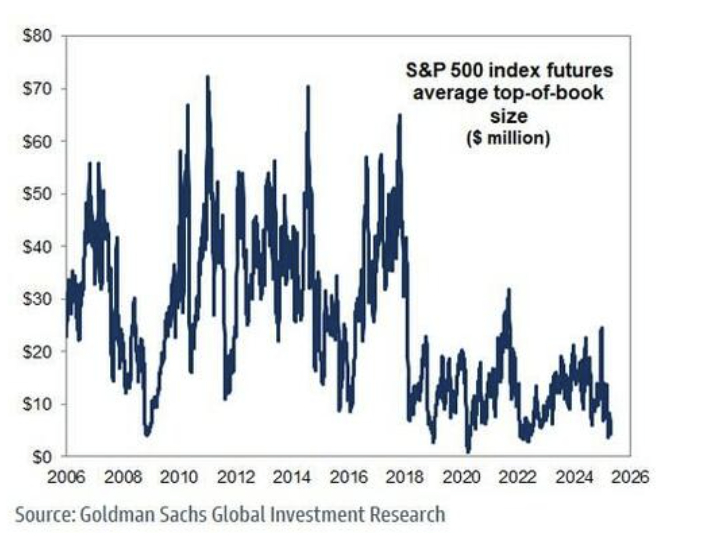 $80
S&P 500 index futures
average top-of-book
size
($ million)
$70
$60
$50
$40
$30
$20
$10
$0
2006 2008 2010 2012 2014 2016 2018 2020 2022 2024 2026
Source: Goldman Sachs Global Investment Research